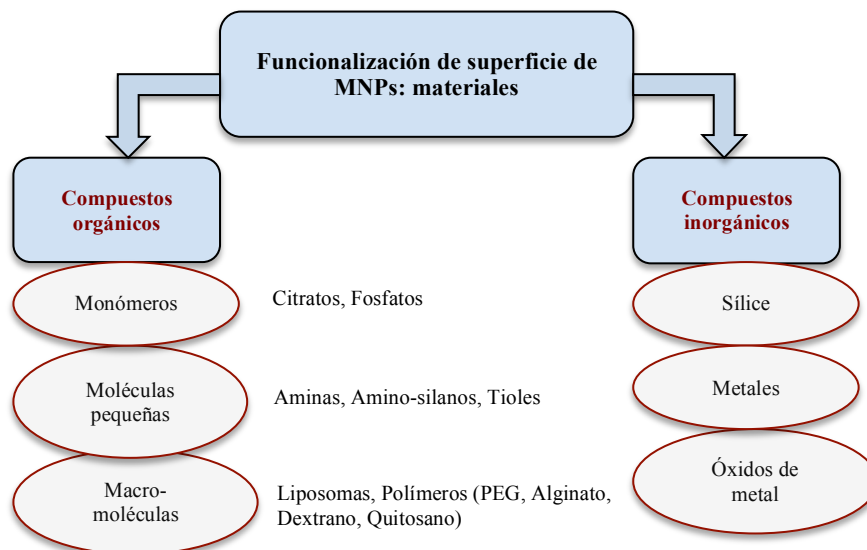 Funcionalización de superficie de
MNPs: materiales
Compuestos
orgánicos
Compuestos
inorgánicos
Monómeros
Citratos, Fosfatos
Sílice
Moléculas
pequeñas
Aminas, Amino-silanos, Tioles
Metales
Macro-
moléculas
Liposomas, Polímeros (PEG, Alginato,
Dextrano, Quitosano)
Óxidos de
metal